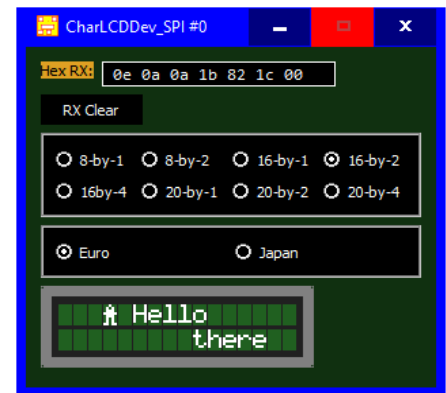 CharLCDDev_SPI #0
Hex RX: 0e 0a 0a 1b 82 1c 00
RX Clear
8-by-1 8-by-2 16-by-1 16-by-2
16by-4 20-by-1 20-by-2 20-by-4
Euro Japan
Hello
there